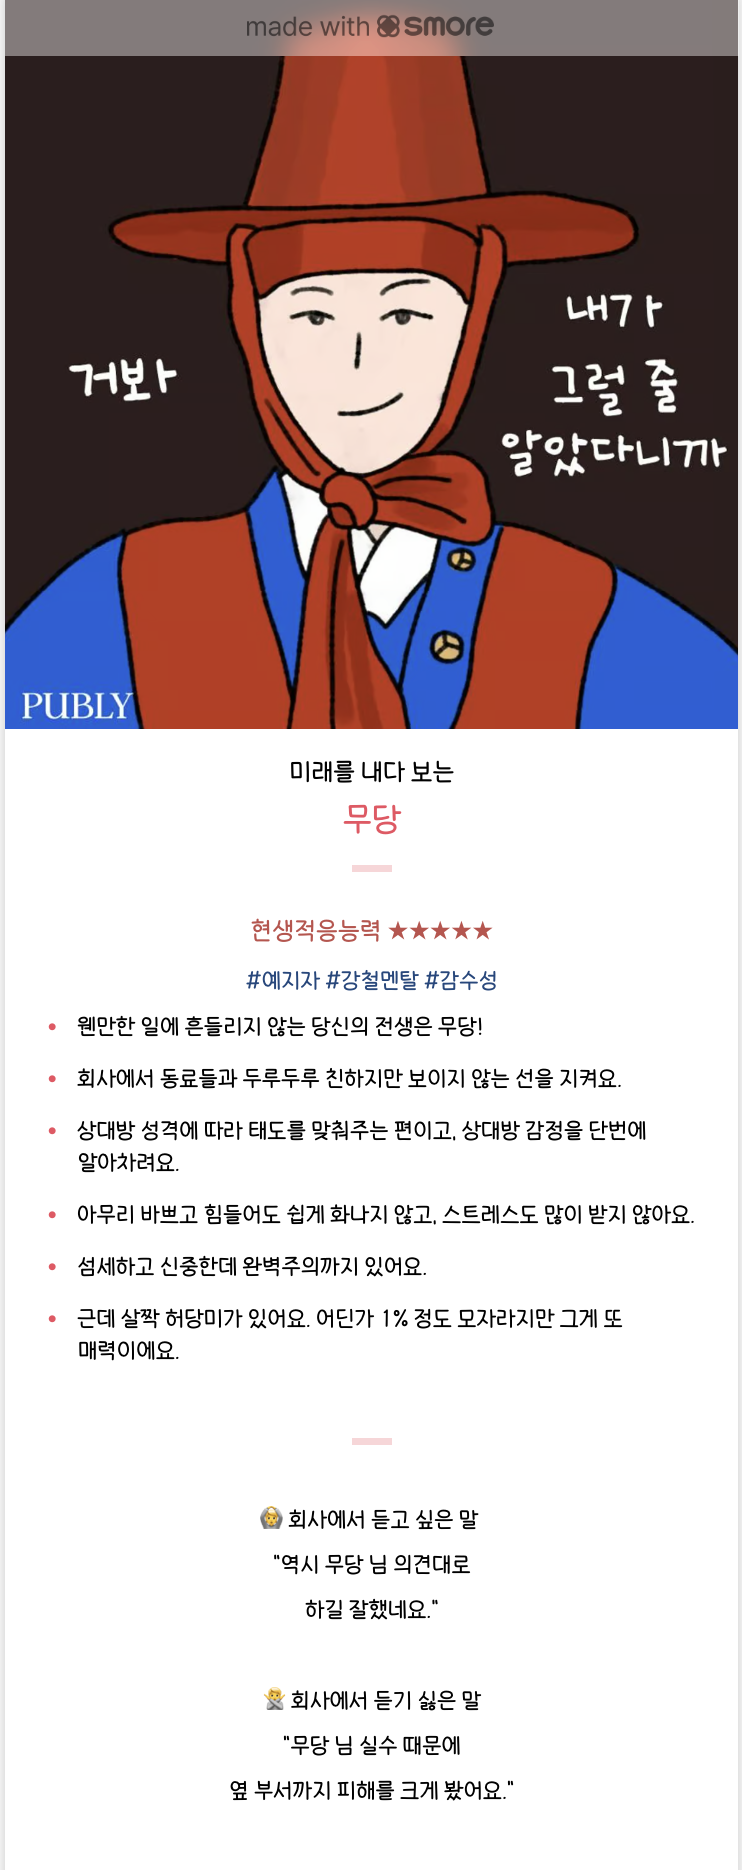 made with smore
거봐
내가
그럴 줄
알았다니까
PUBLY
미래를 내다 보는
무당
현생적응능력 ★★★★★
#예지자 #강철멘탈 #감수성
• 웬만한 일에 흔들리지 않는 당신의 전생은 무당!
• 회사에서 동료들과 두루두루 친하지만 보이지 않는 선을 지켜요.
• 상대방 성격에 따라 태도를 맞춰주는 편이고, 상대방 감정을 단번에
알아차려요.
• 아무리 바쁘고 힘들어도 쉽게 화나지 않고, 스트레스도 많이 받지 않아요.
• 섬세하고 신중한데 완벽주의까지 있어요.
• 근데 살짝 허당미가 있어요. 어딘가 1% 정도 모자라지만 그게 또
매력이에요.
🙆 회사에서 듣고 싶은 말
"역시 무당 님 의견대로
하길 잘했네요."
🙅 회사에서 듣기 싫은 말
"무당 님 실수 때문에
옆 부서까지 피해를 크게 봤어요."